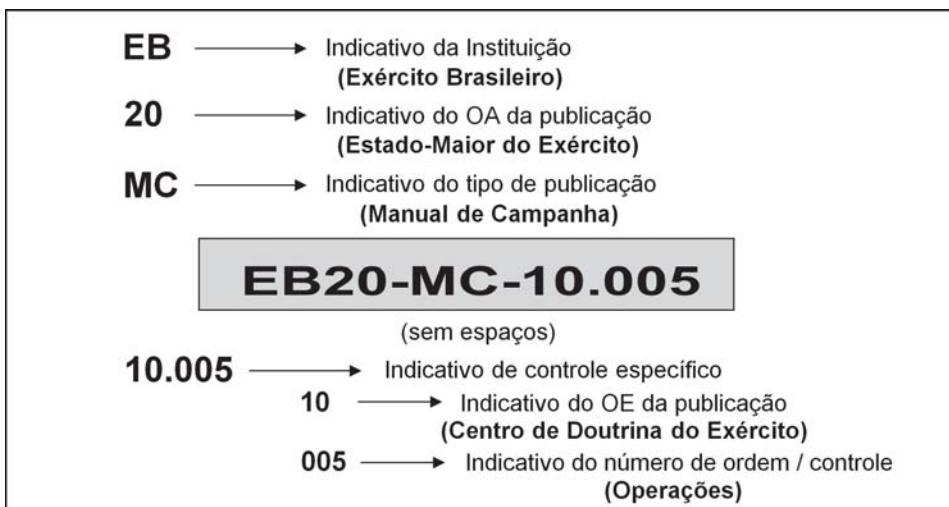 EB → Indicativo da Instituição
(Exército Brasileiro)
20 → Indicativo do OA da publicação
(Estado-Maior do Exército)
MC → Indicativo do tipo de publicação
(Manual de Campanha)
EB20-MC-10.005
(sem espaços)
10.005 → Indicativo de controle específico
10 → Indicativo do OE da publicação
(Centro de Doutrina do Exército)
005 → Indicativo do número de ordem / controle
(Operações)